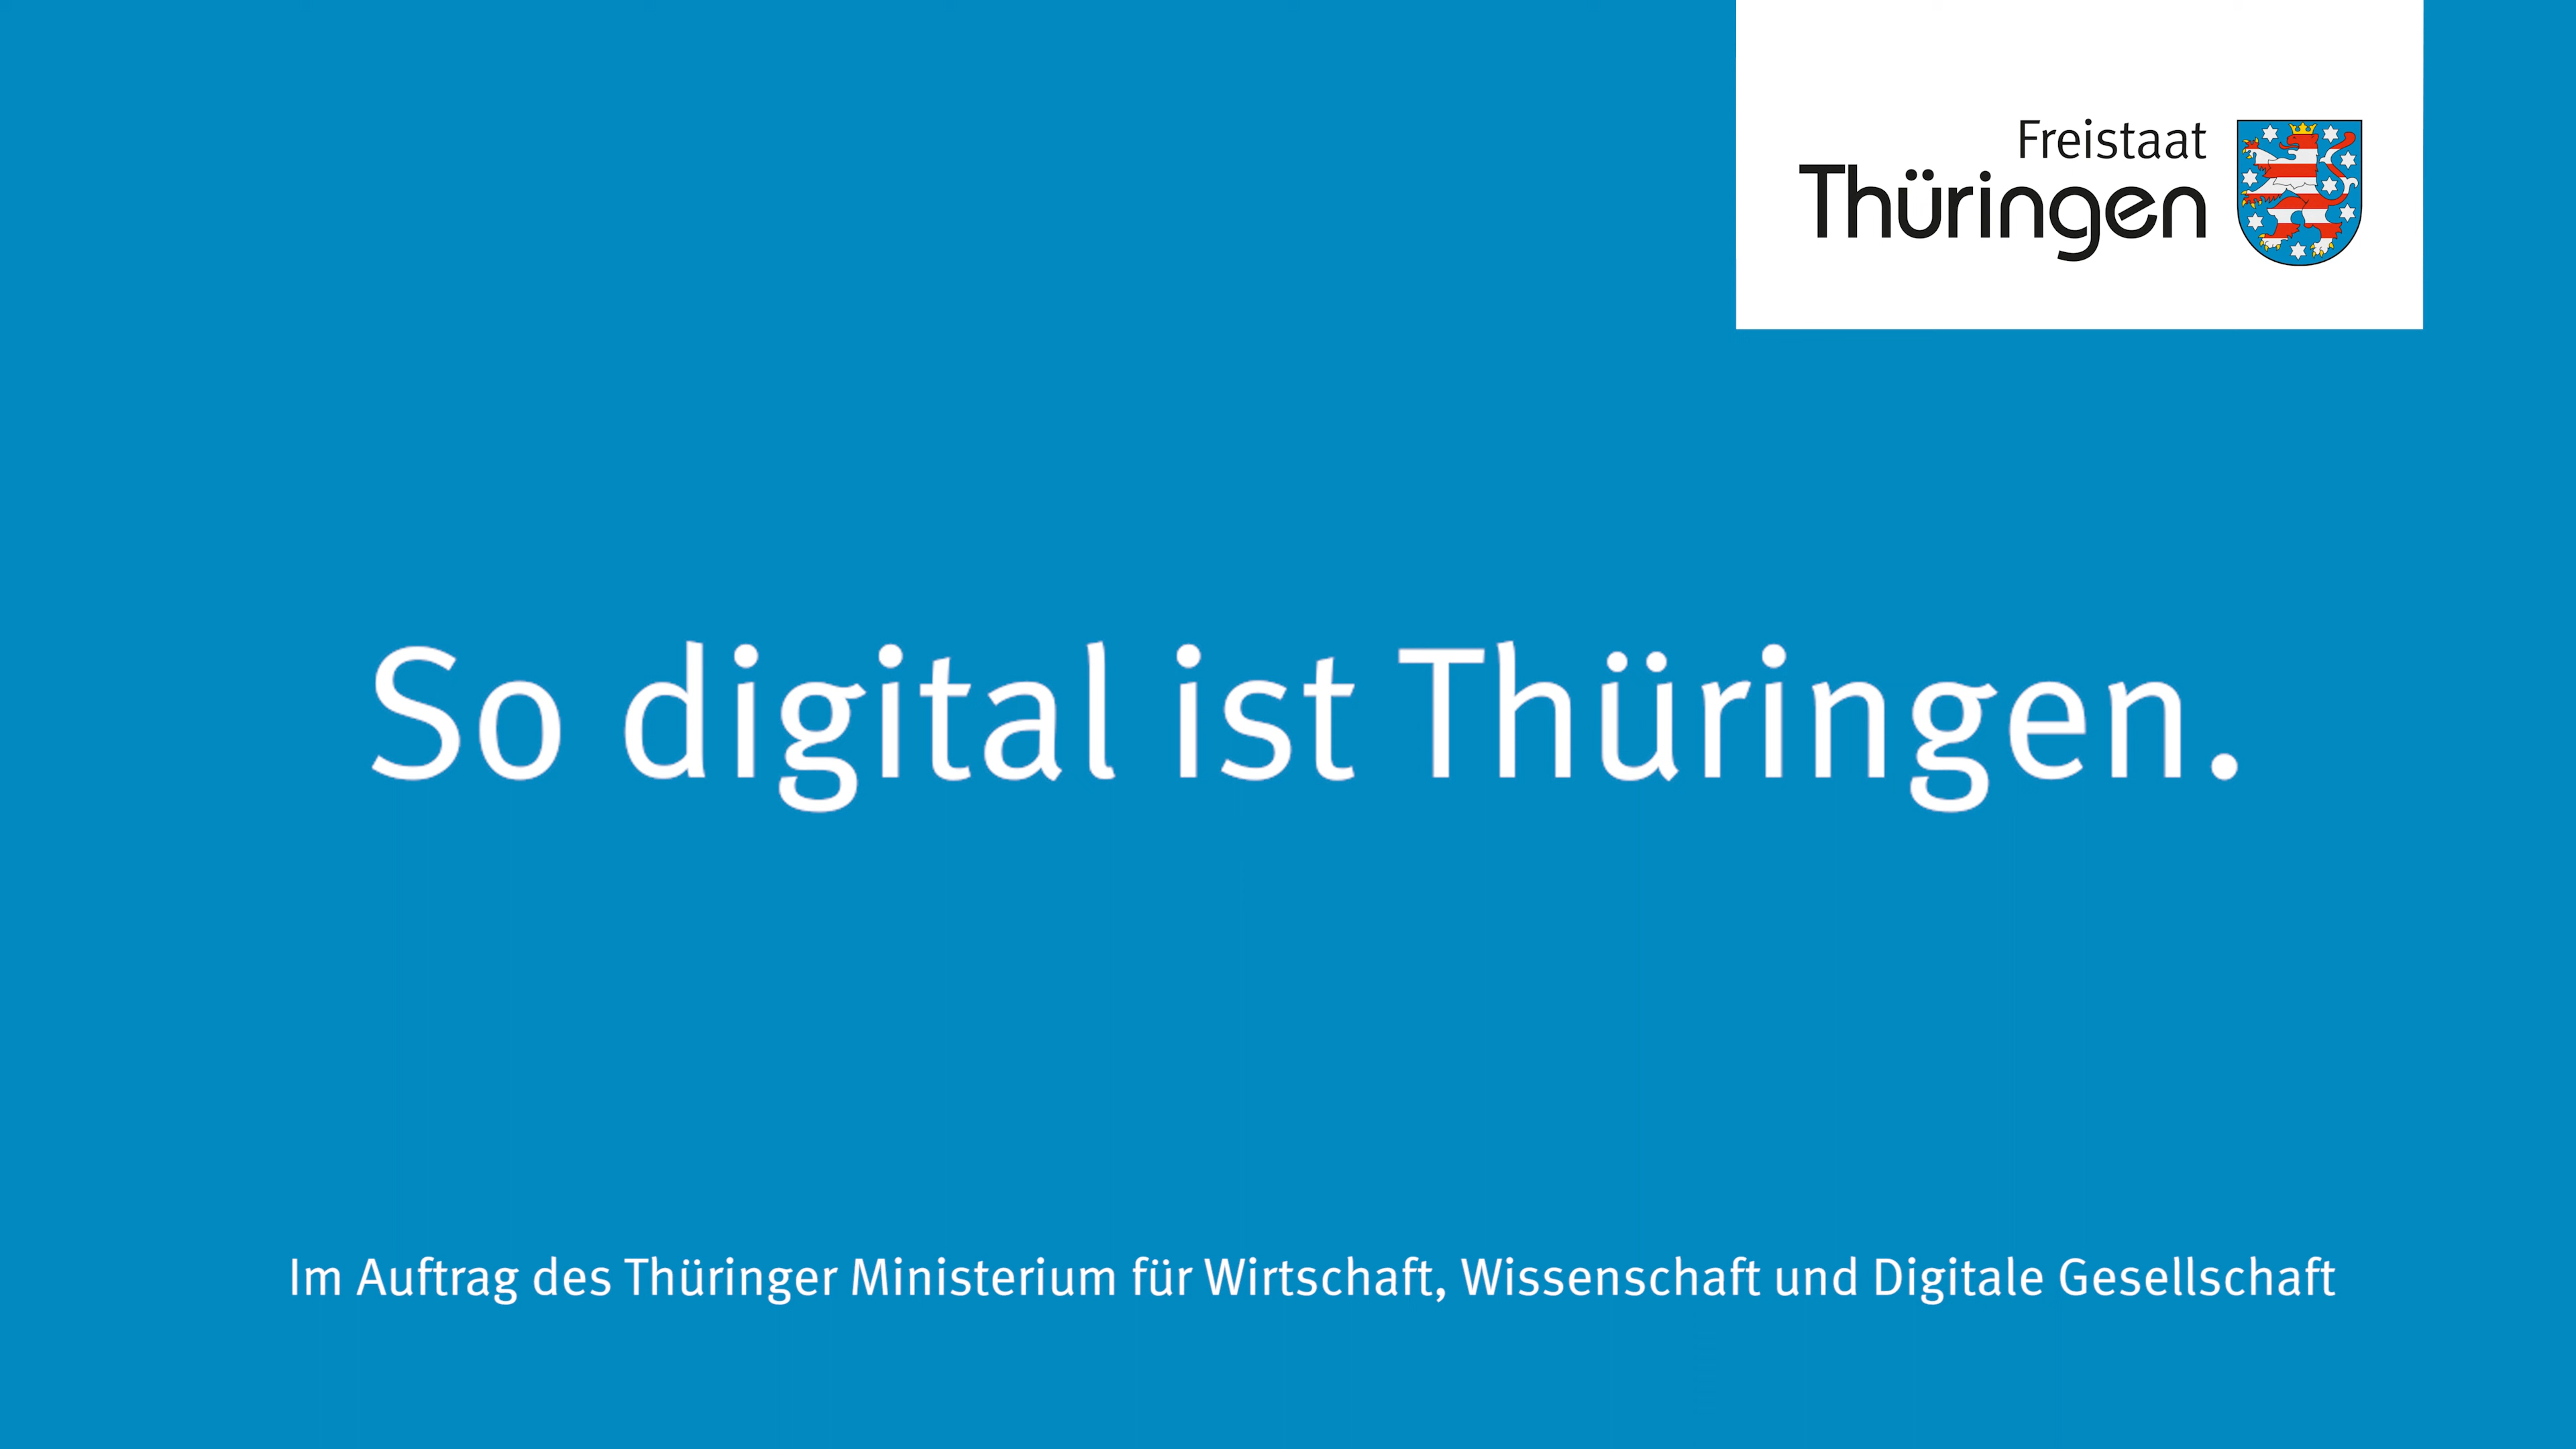 Freistaat
Thüringen
So digital ist Thüringen.
Im Auftrag des Thüringer Ministerium für Wirtschaft, Wissenschaft und Digitale Gesellschaft